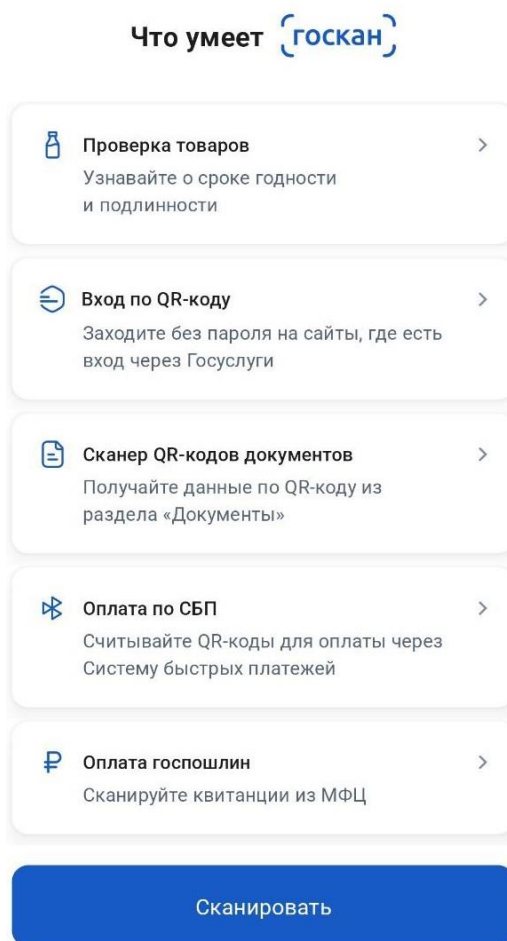 Что умеет госкан
Проверка товаров
Узнавайте о сроке годности
и подлинности
Вход по QR-коду
Заходите без пароля на сайты, где есть
вход через Госуслуги
Сканер QR-кодов документов
Получайте данные по QR-коду из
раздела «Документы»
Оплата по СБП
Считывайте QR-коды для оплаты через
Систему быстрых платежей
Оплата госпошлин
Сканируйте квитанции из МФЦ
Сканировать